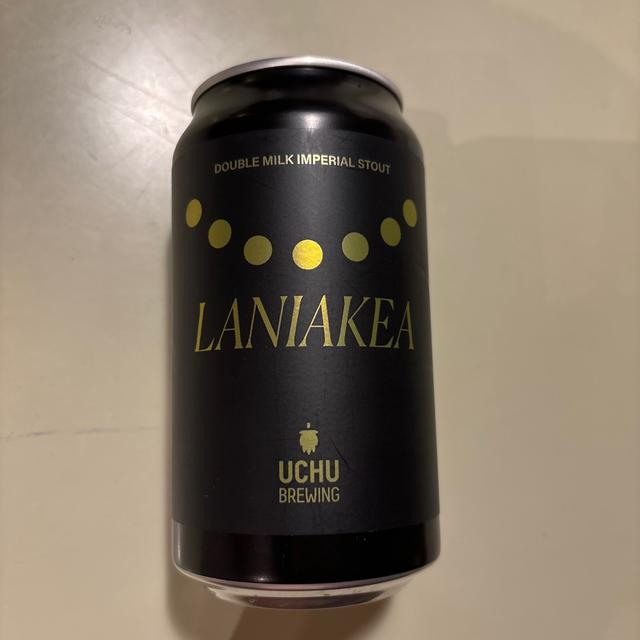 DOUBLE MILK IMPERIAL STOUT
LANIAKEA
UCHU
BREWING